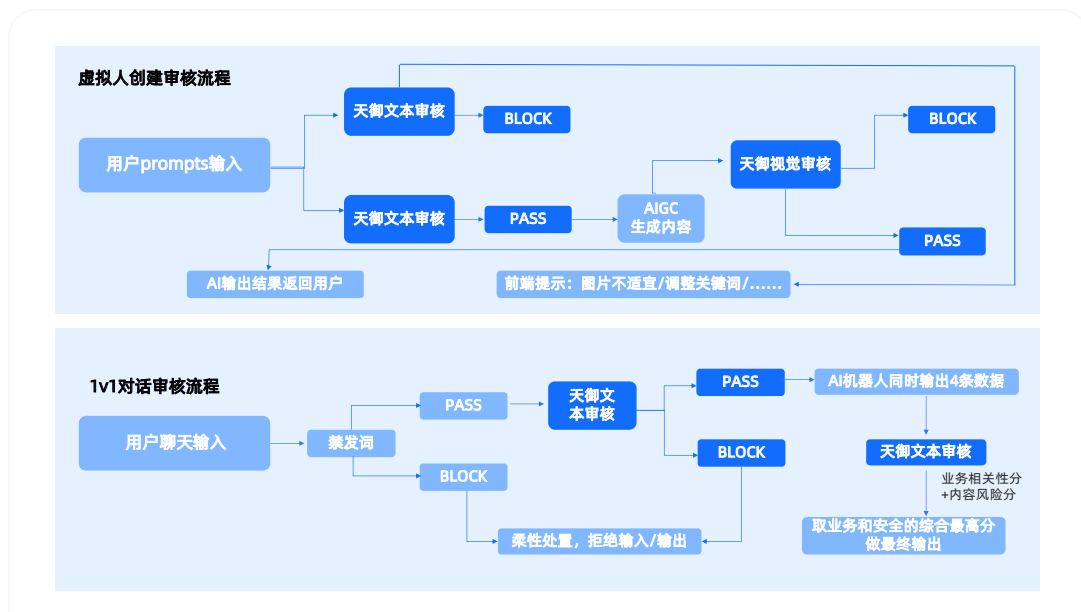 虚拟人创建审核流程
天御文本审核
BLOCK
BLOCK
用户prompts输入
天御视觉审核
天御文本审核
PASS
AIGC
生成内容
PASS
AI输出结果返回用户
前端提示：图片不适宜/调整关键词/......
1v1对话审核流程
PASS
AI机器人同时输出4条数据
天御文
本审核
PASS
用户聊天输入
禁发词
BLOCK
天御文本审核
BLOCK
业务相关性分
+内容风险分
柔性处置，拒绝输入/输出
取业务和安全的综合最高分
做最终输出